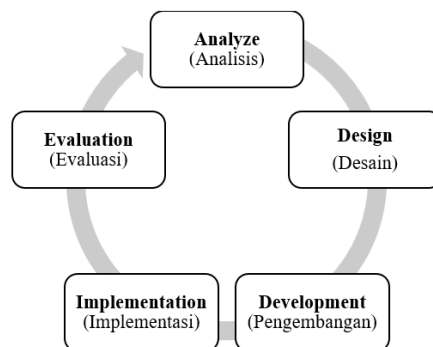 Analyze
(Analisis)
Design
(Desain)
Development
(Pengembangan)
Implementation
(Implementasi)
Evaluation
(Evaluasi)